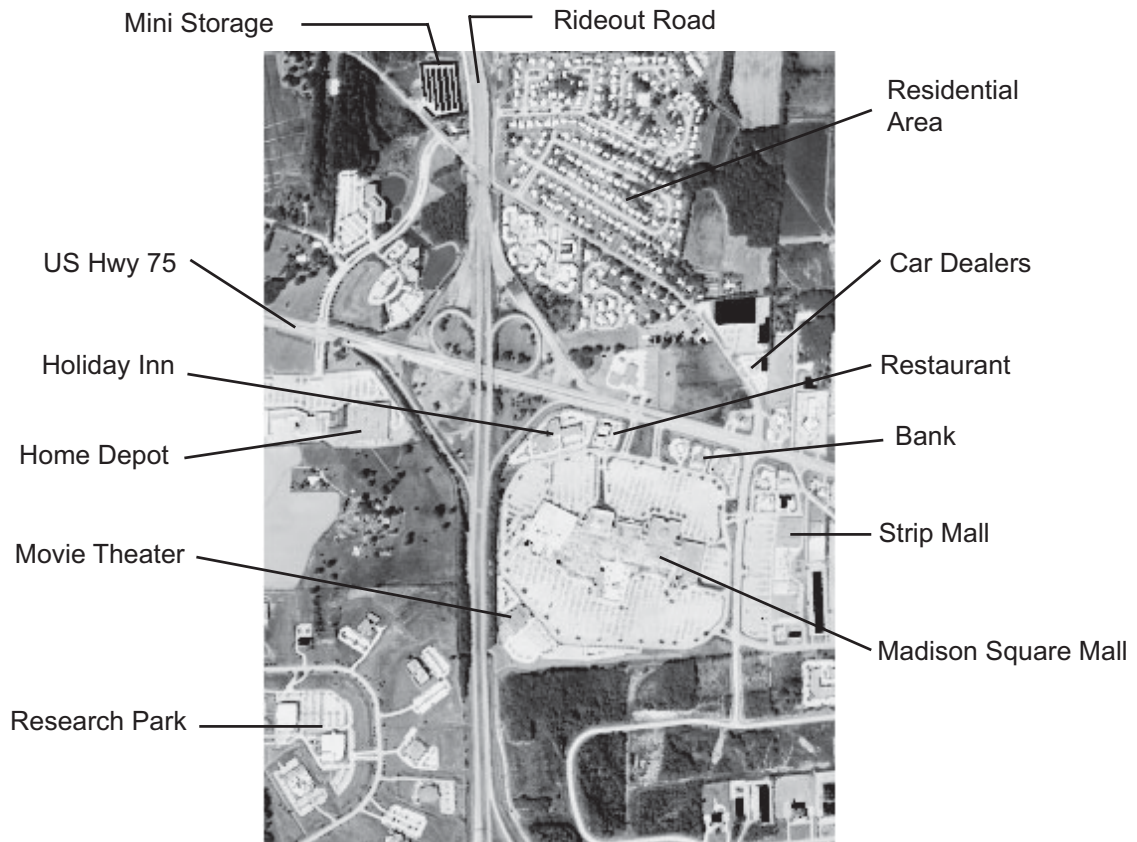 Mini Storage
Rideout Road
Residential
Area
US Hwy 75
Car Dealers
Holiday Inn
Restaurant
Home Depot
Bank
Movie Theater
Strip Mall
Madison Square Mall
Research Park